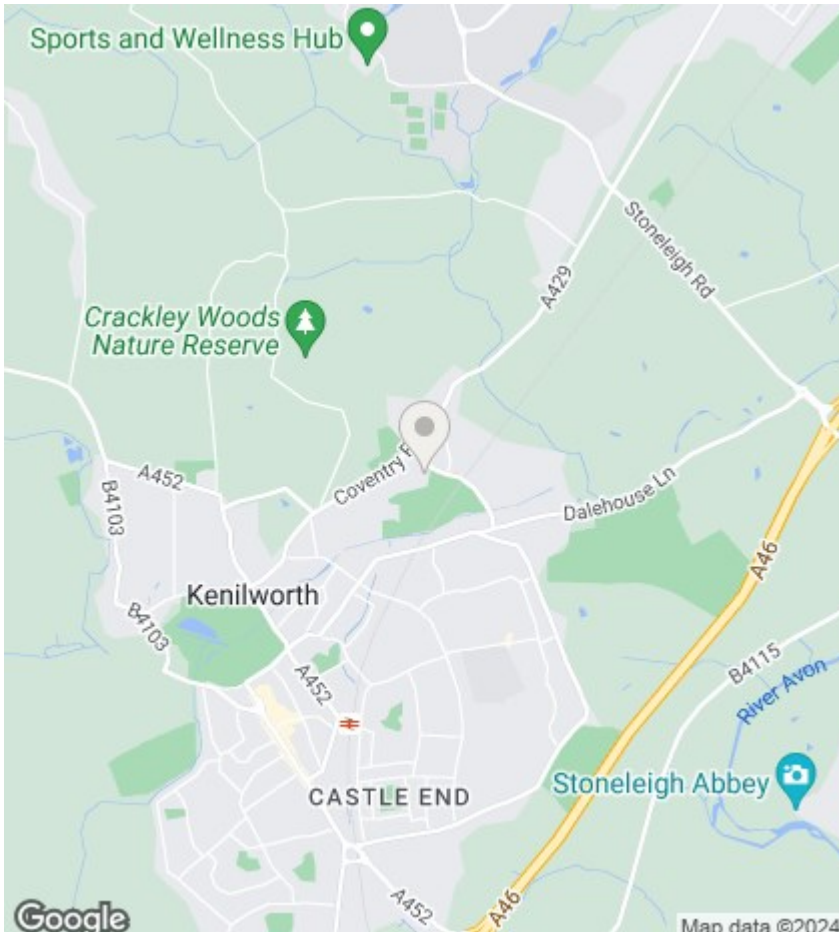 Sports and Wellness Hub
Stoneleigh Rd
A429
Crackley Woods
Nature Reserve
A452
Coventry
B4103
Dalehouse Ln
A46
Kenilworth
B4103
A452
B4115
River Avon
Stoneleigh Abbey
CASTLE END
A452
A46
Google
Map data ©2024